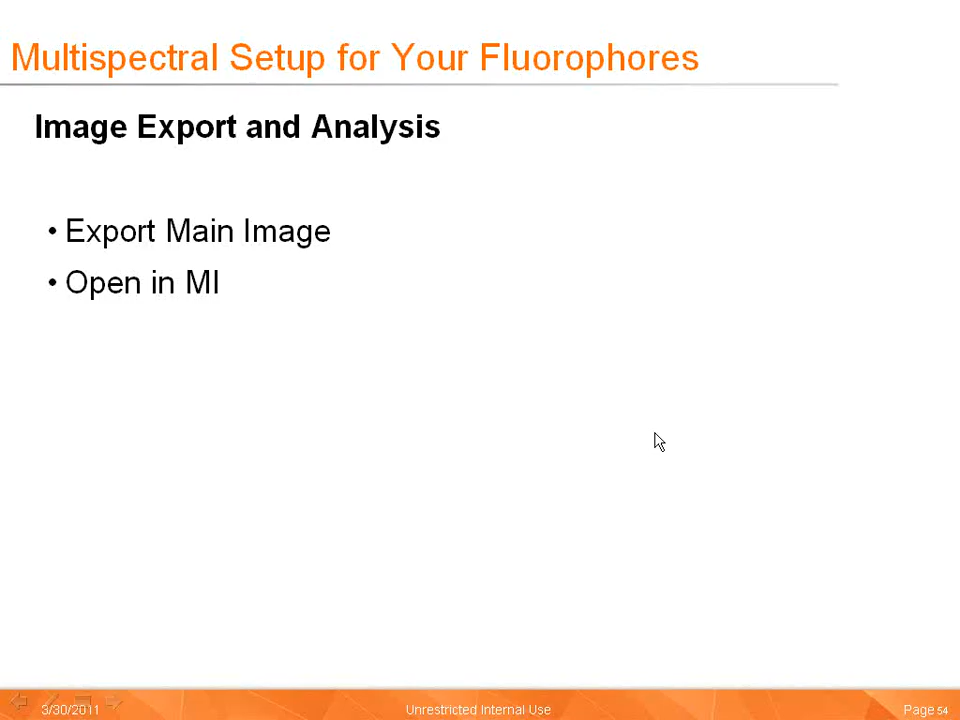 Multispectral Setup for Your Fluorophores
Image Export and Analysis
• Export Main Image
• Open in MI
3/30/2011 Unrestricted Internal Use Page 54